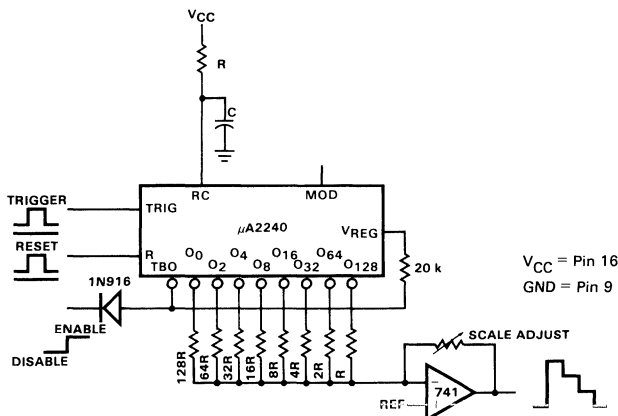 VCC
R
C
RC
MOD
TRIGGER
TRIG
μA2240
VREG
RESET
R
O0 O4 O16 O64
TBO O2 O8 O32 O128
20 k
VCC = Pin 16
GND = Pin 9
1N916
ENABLE
DISABLE
128R
64R
32R
16R
8R
4R
2R
R
SCALE ADJUST
741
REF